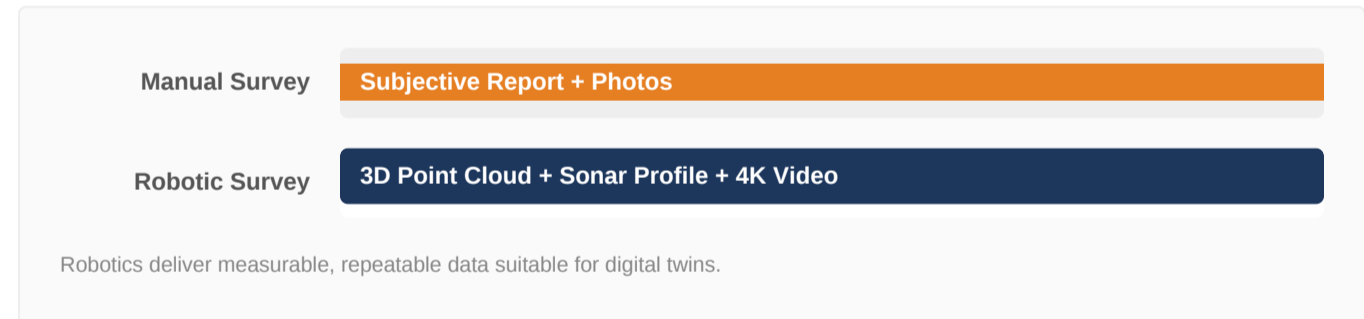 Manual Survey
Subjective Report + Photos
Robotic Survey
3D Point Cloud + Sonar Profile + 4K Video
Robotics deliver measurable, repeatable data suitable for digital twins.